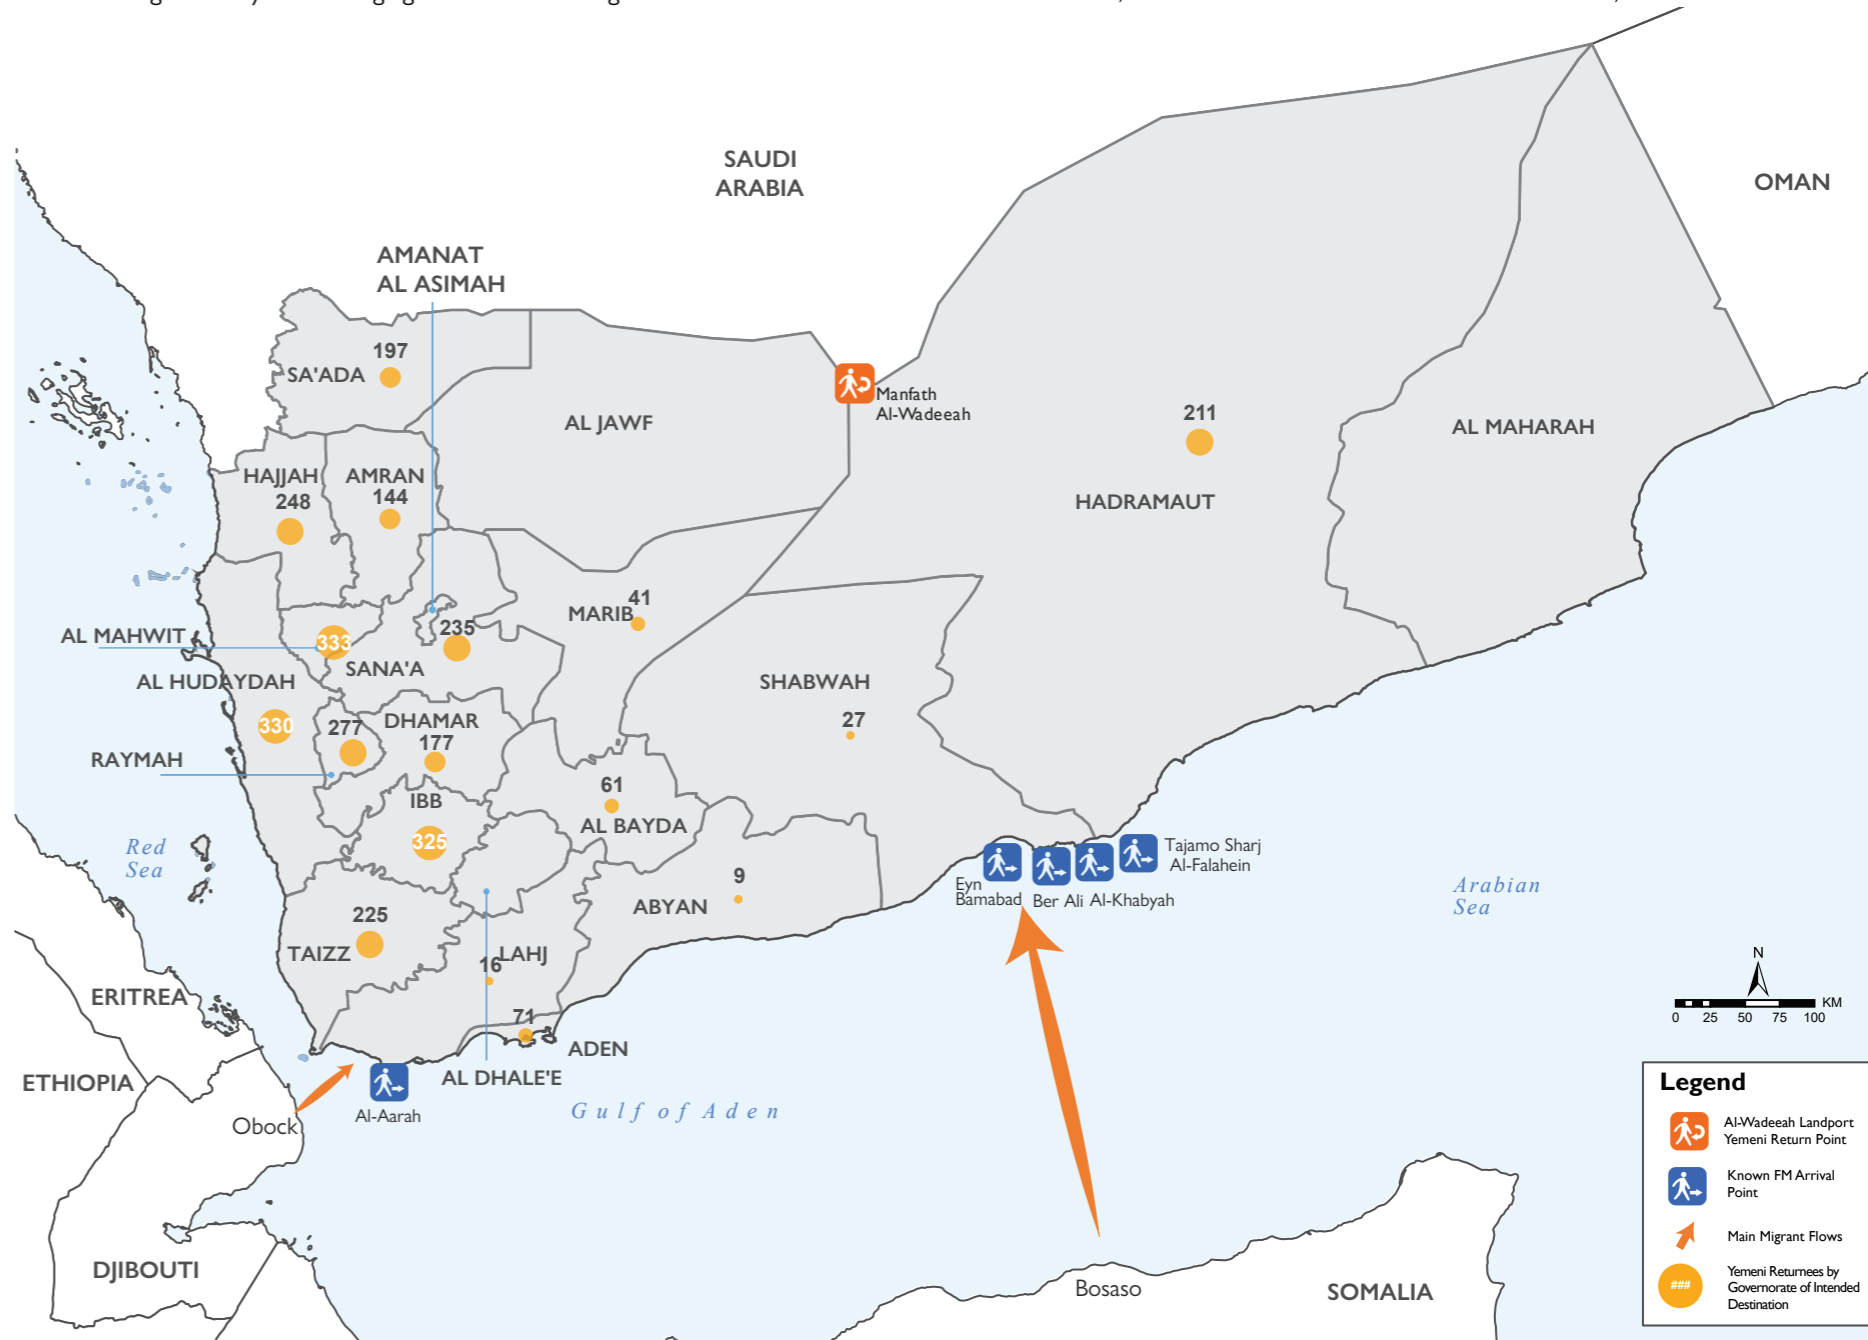 SAUDI
ARABIA
OMAN
AMANAT
AL ASIMAH
197
SA'ADA
Manfath
Al-Wadeeah
AL JAWF
211
AL MAHARAH
HADRAMAUT
HAJJAH
248
AMRAN
144
MARIB
41
AL MAHWIT
333
235
SANA'A
AL HUDAYDAH
SHABWAH
330
277
DHAMAR
177
27
RAYMAH
61
IBB
AL BAYDA
325
Red
Sea
Eyn
Bamabad
Ber Ali
Al-Khabyah
Tajamo Sharj
Al-Falahein
Arabian
Sea
9
ABYAN
225
TAIZZ
LAHJ
16
ERITREA
71
ADEN
ETHIOPIA
AL DHALE'E
Obock
Al-Aarah
Gulf of Aden
N
KM
0 25 50 75 100
DJIBOUTI
Bosaso
SOMALIA
Legend
Al-Wadeeah Landport
Yemeni Return Point
Known FM Arrival
Point
Main Migrant Flows
###
Yemeni Returnees by
Governorate of Intended
Destination